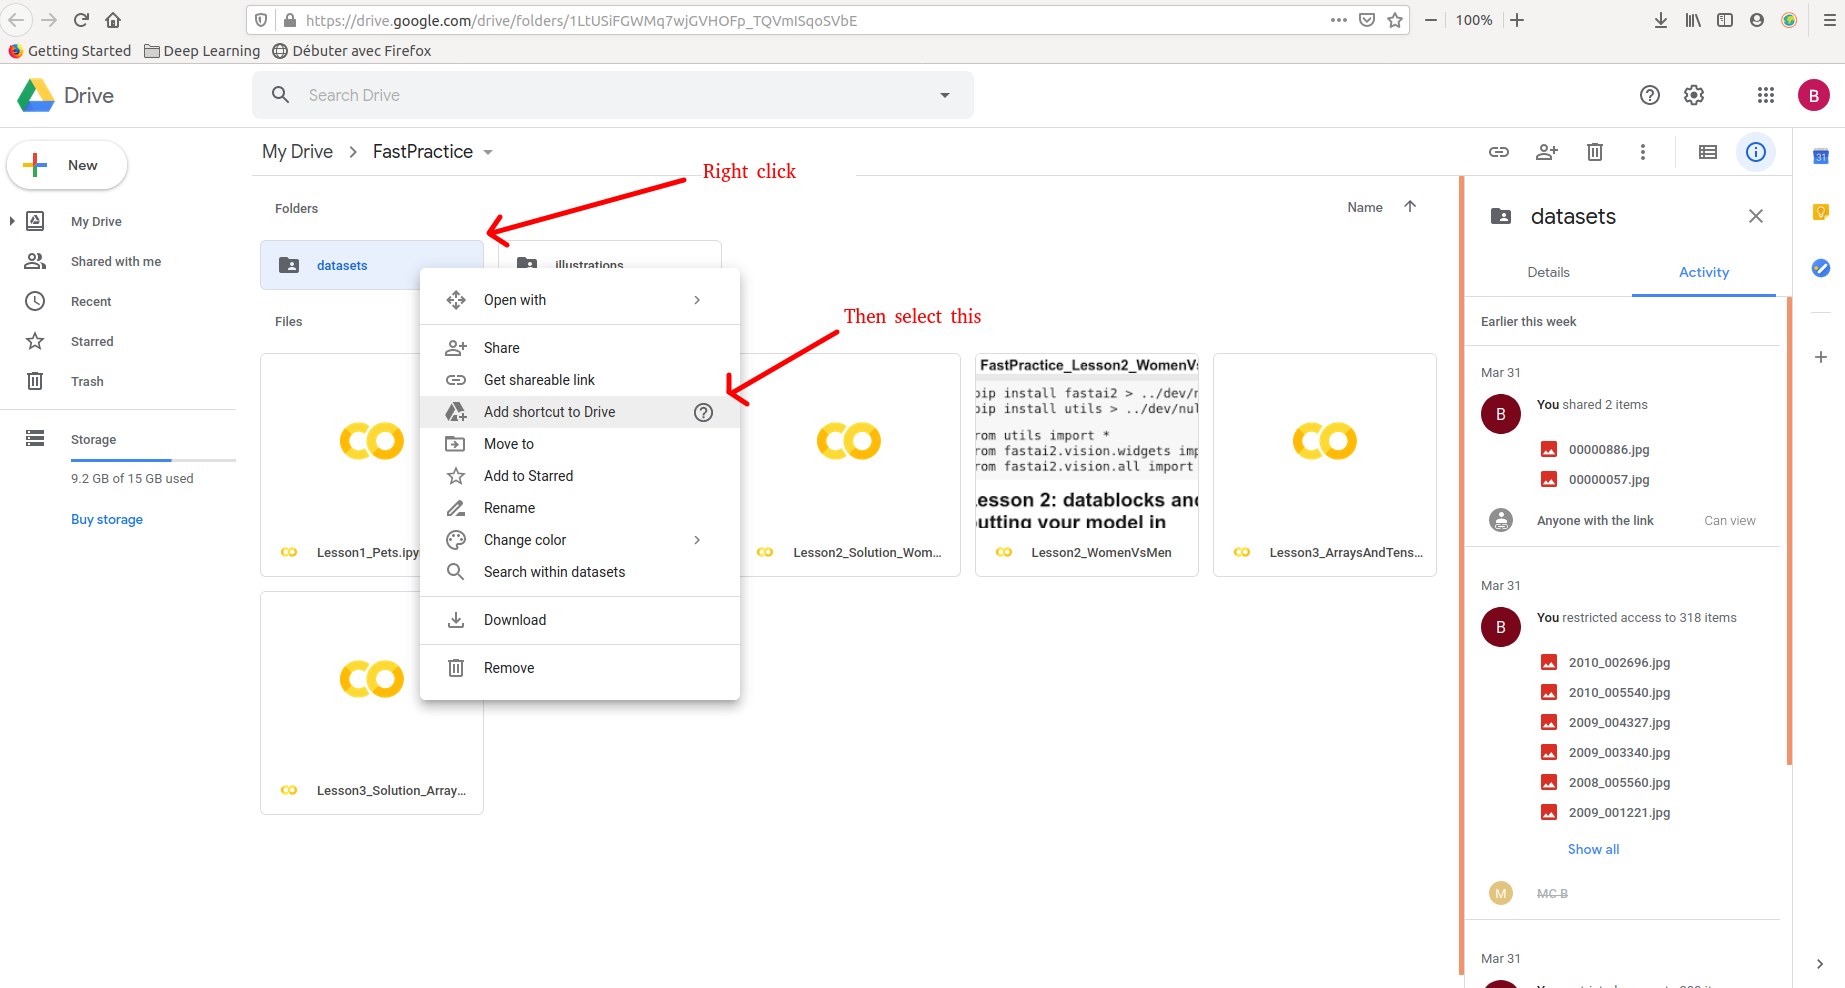 https://drive.google.com/drive/folders/1LtUSiFGWMq7wjGVHOFp_TQVmISqoSVbE
100%
Getting Started
Deep Learning
Débuter avec Firefox
Drive
Search Drive
B
New
My Drive
Shared with me
Recent
Starred
Trash
Storage
9.2 GB of 15 GB used
Buy storage
My Drive
FastPractice
Right click
Folders
Name
datasets
illustrations
Files
Then select this
Open with
Share
Get shareable link
Add shortcut to Drive
Move to
Add to Starred
Rename
Change color
Search within datasets
Download
Remove
FastPractice_Lesson2_WomenVs
pip install fastai2 > ../dev/n
pip install utils > ../dev/nul
rom utils import *
rom fastai2.vision.widgets imp
rom fastai2.vision.all import
esson 2: datablocks and
utting your model in
Lesson1_Pets.ipy
Lesson2_Solution_Wom...
Lesson2_WomenVsMen
Lesson3_ArraysAndTens...
Lesson3_Solution_Array...
datasets
Details
Activity
Earlier this week
Mar 31
B
You shared 2 items
00000886.jpg
00000057.jpg
Anyone with the link
Can view
Mar 31
B
You restricted access to 318 items
2010_002696.jpg
2010_005540.jpg
2009_004327.jpg
2009_003340.jpg
2008_005560.jpg
2009_001221.jpg
Show all
M
MC B
Mar 31
31